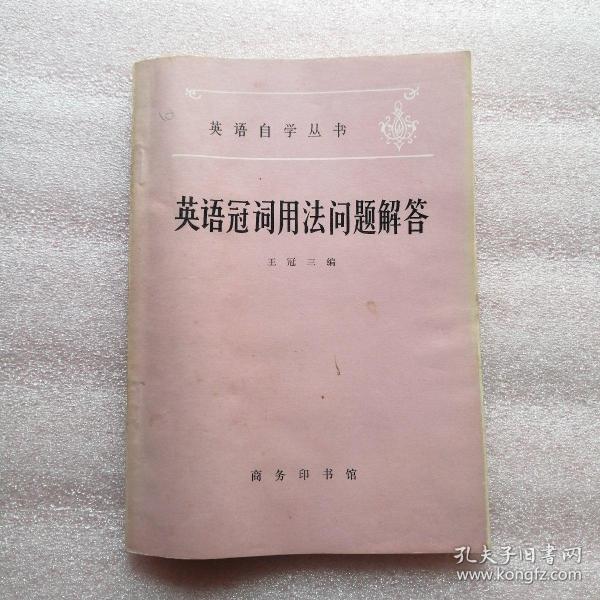 英语自学丛书
英语冠词用法问题解答
王冠三编
商务印书馆
孔夫子旧书网
www.kongfz.com